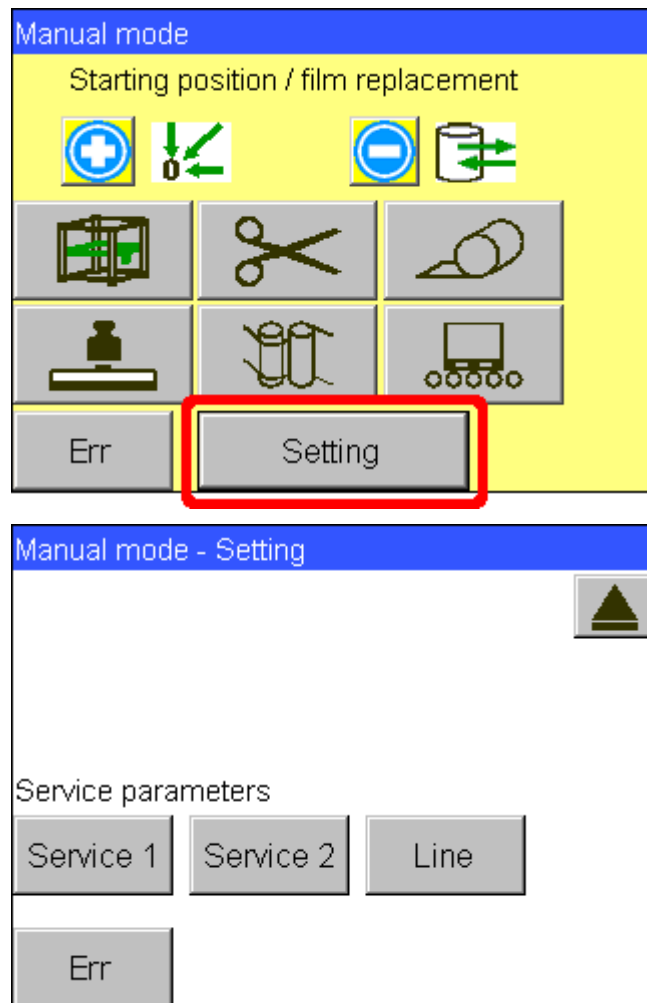 Manual mode
Starting position / film replacement
0
Err
Setting
Manual mode - Setting
Service parameters
Service 1
Service 2
Line
Err